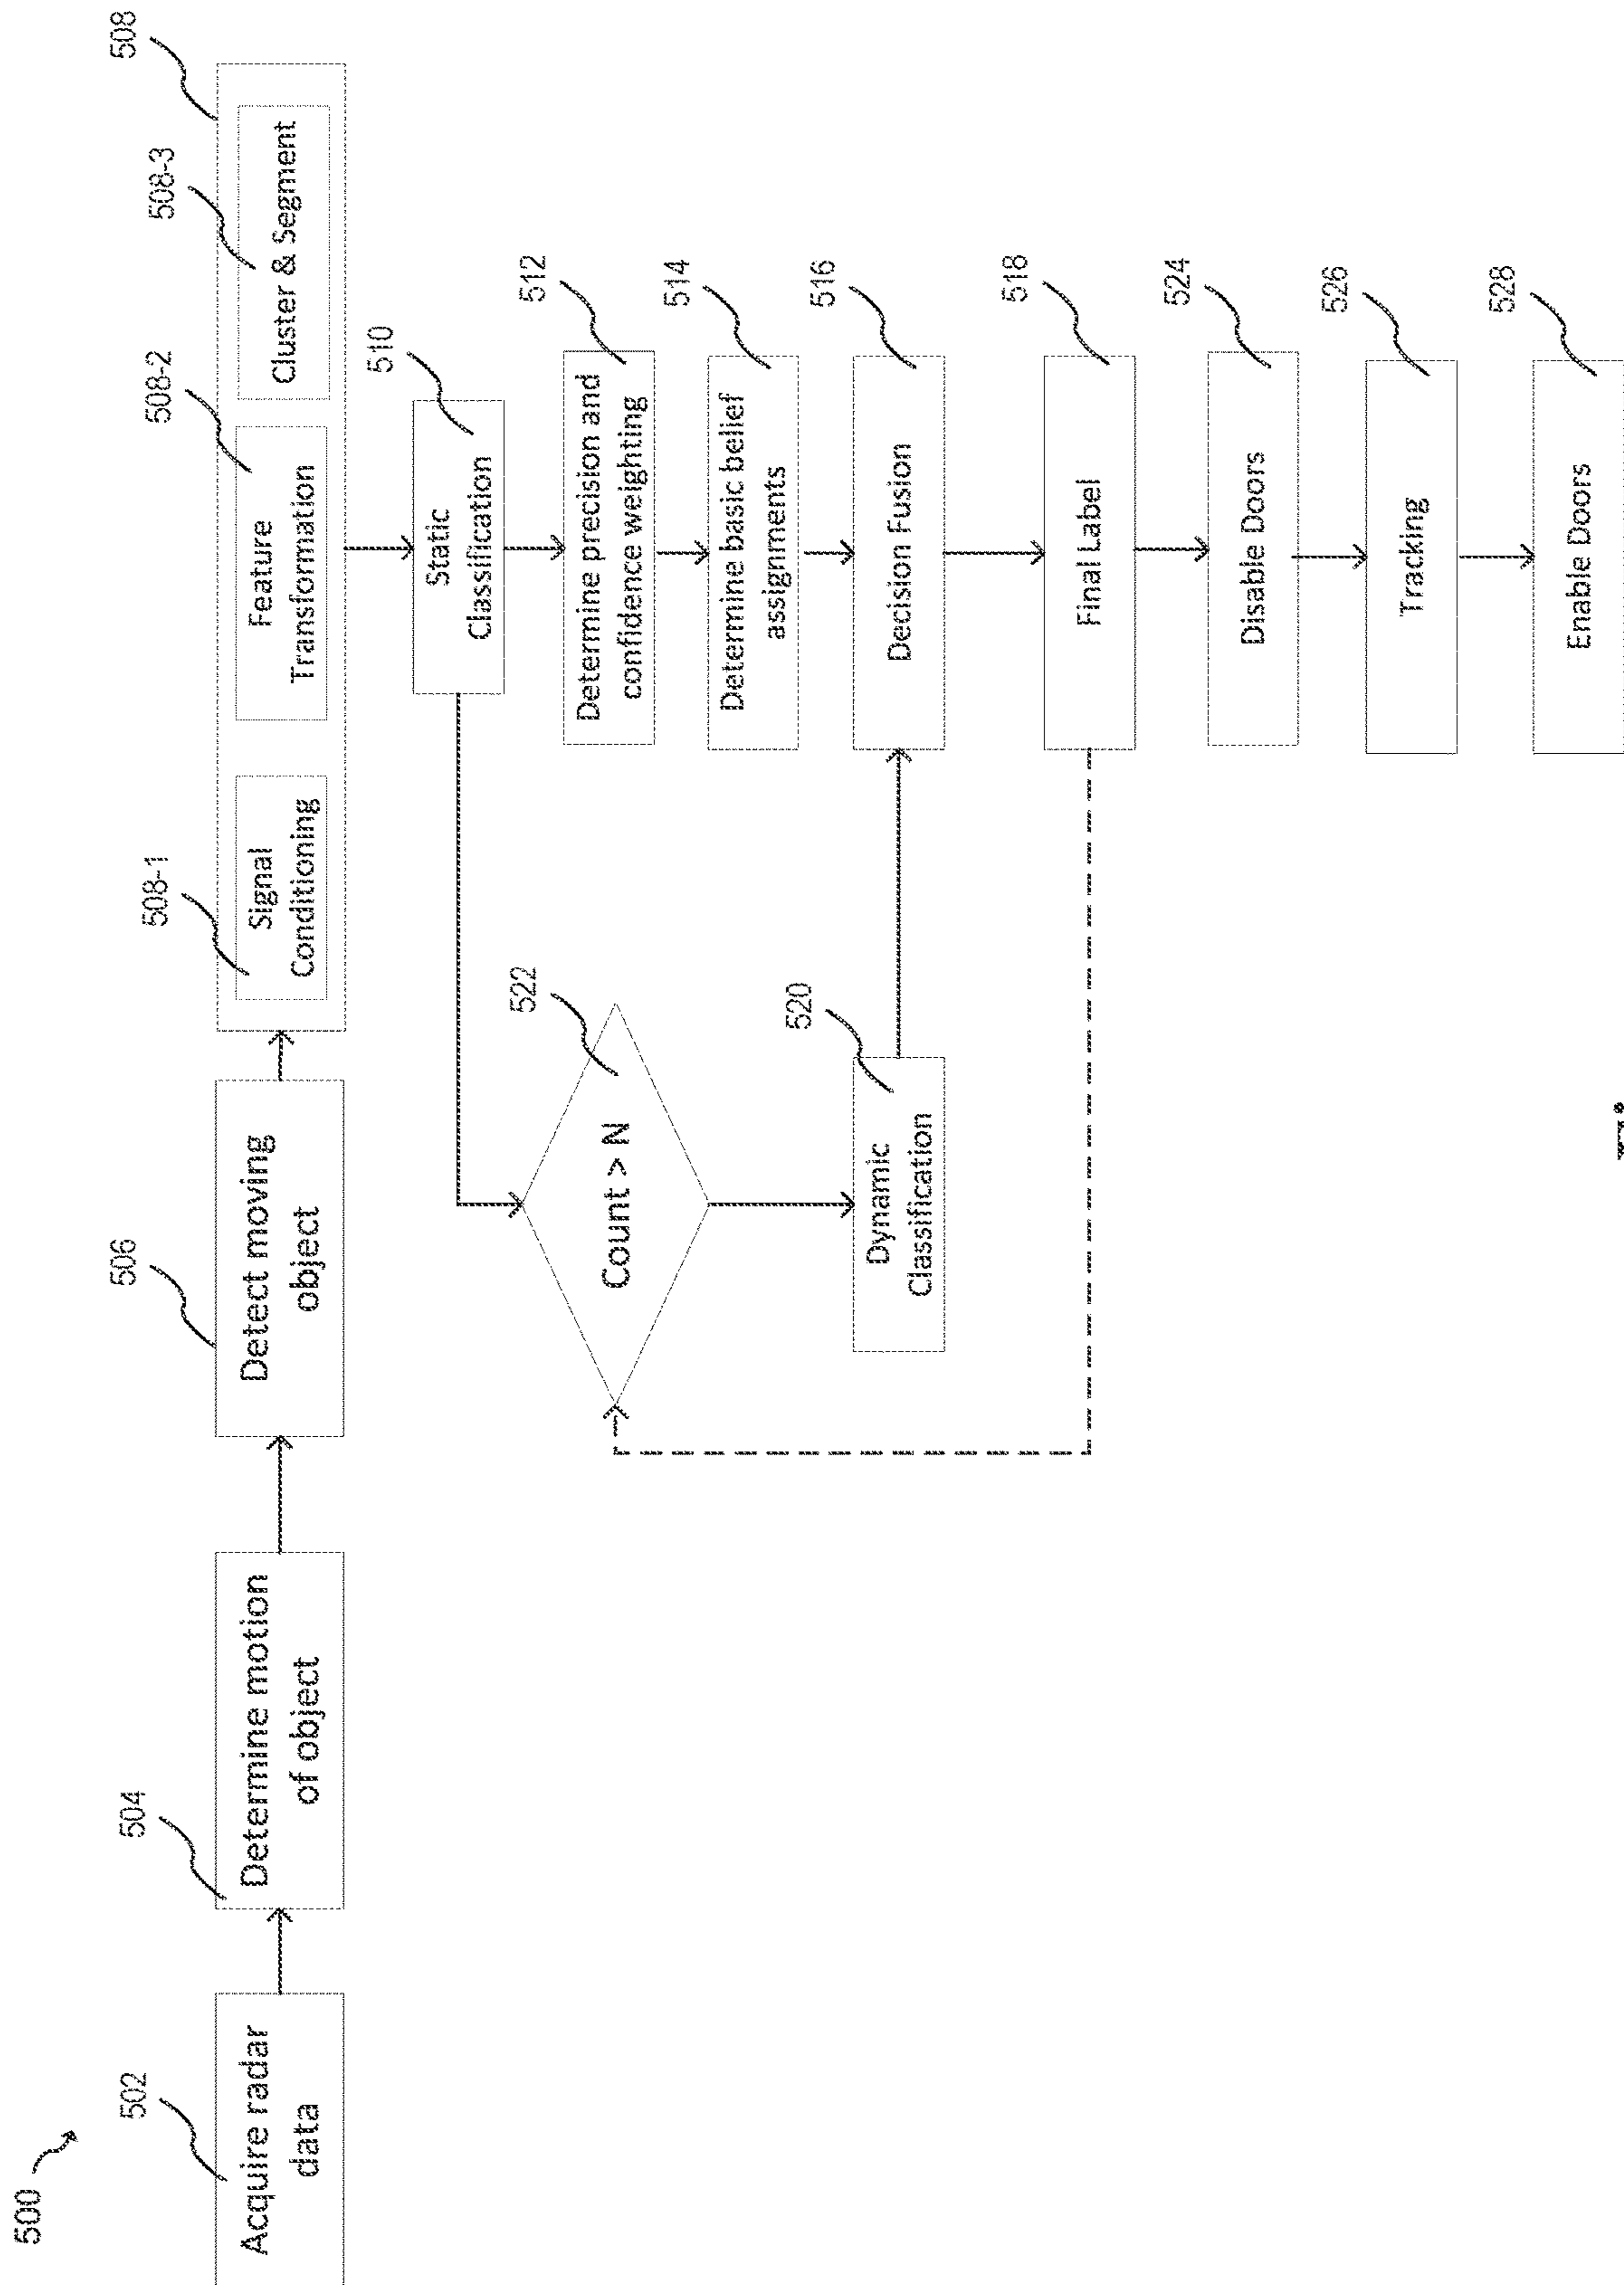 500
502
Acquire radar
data
504
Determine motion
of object
506
Detect moving
object
508
508-1
Signal
Conditioning
508-2
Feature
Transformation
508-3
Cluster & Segment
510
Static
Classification
522
Count > N
512
Determine precision and
confidence weighting
514
Determine basic belief
assignments
520
Dynamic
Classification
516
Decision Fusion
518
Final Label
524
Disable Doors
526
Tracking
528
Enable Doors